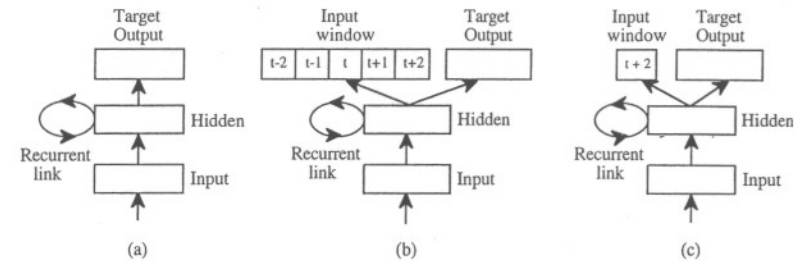 Target
Output
Hidden
Recurrent
link
Input
(a)
Input
window
Target
Output
t-2 t-1 t t+1 t+2
Hidden
Recurrent
link
Input
(b)
Input
window
Target
Output
t + 2
Hidden
Recurrent
link
Input
(c)